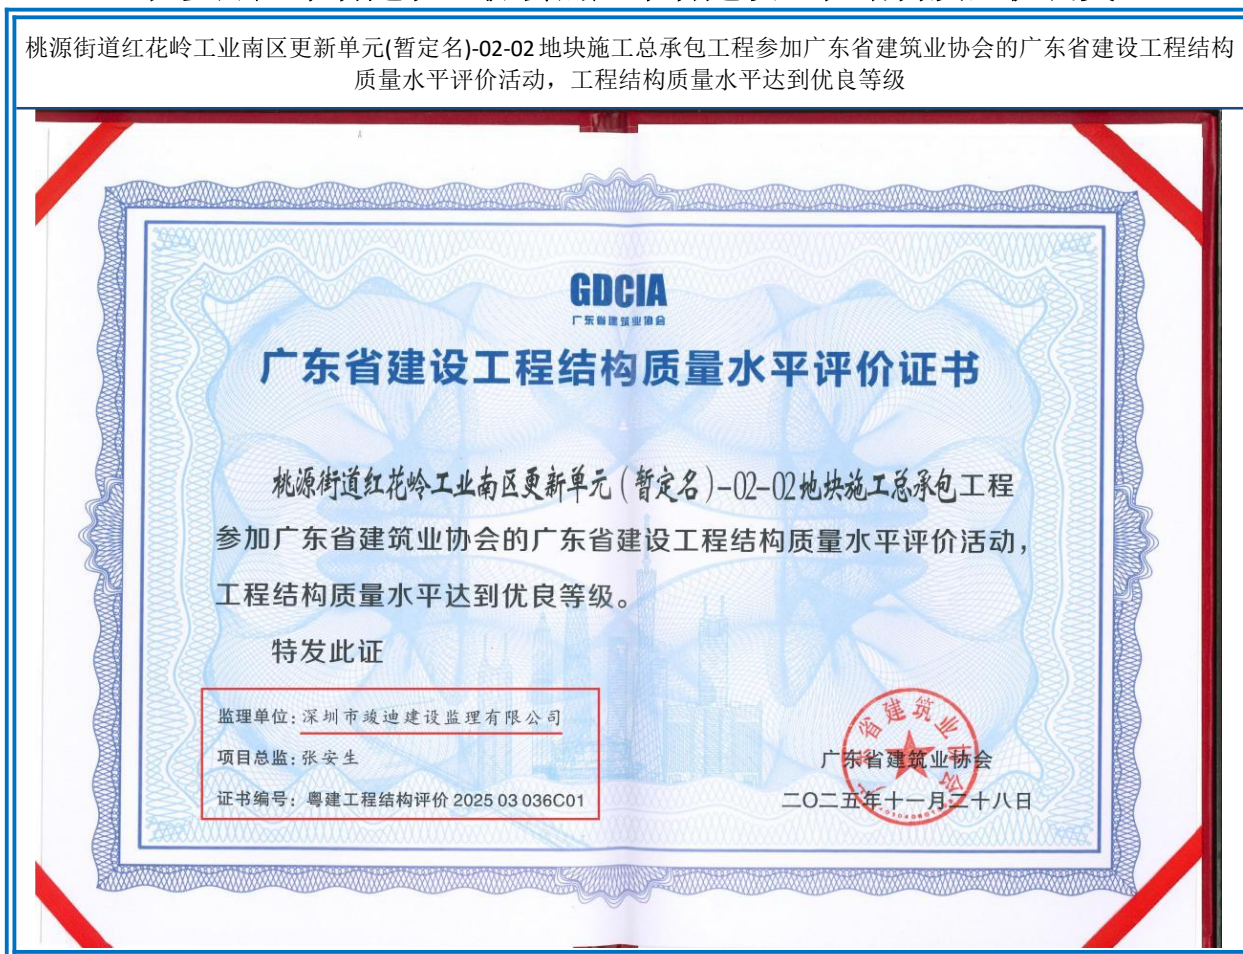 桃源街道红花岭工业南区更新单元(暂定名)-02-02地块施工总承包工程参加广东省建筑业协会的广东省建设工程结构
质量水平评价活动，工程结构质量水平达到优良等级
GDCIA
广东省建筑业协会
广东省建设工程结构质量水平评价证书
桃源街道红花岭工业南区更新单元(暂定名)-02-02地块施工总承包工程
参加广东省建筑业协会的广东省建设工程结构质量水平评价活动，
工程结构质量水平达到优良等级。
特发此证
监理单位：深圳市竣迪建设监理有限公司
项目总监：张安生
证书编号：粤建工程结构评价 2025 03 036C01
广东省建筑业协会
广东省建筑业协会
二〇二五年十一月二十八日